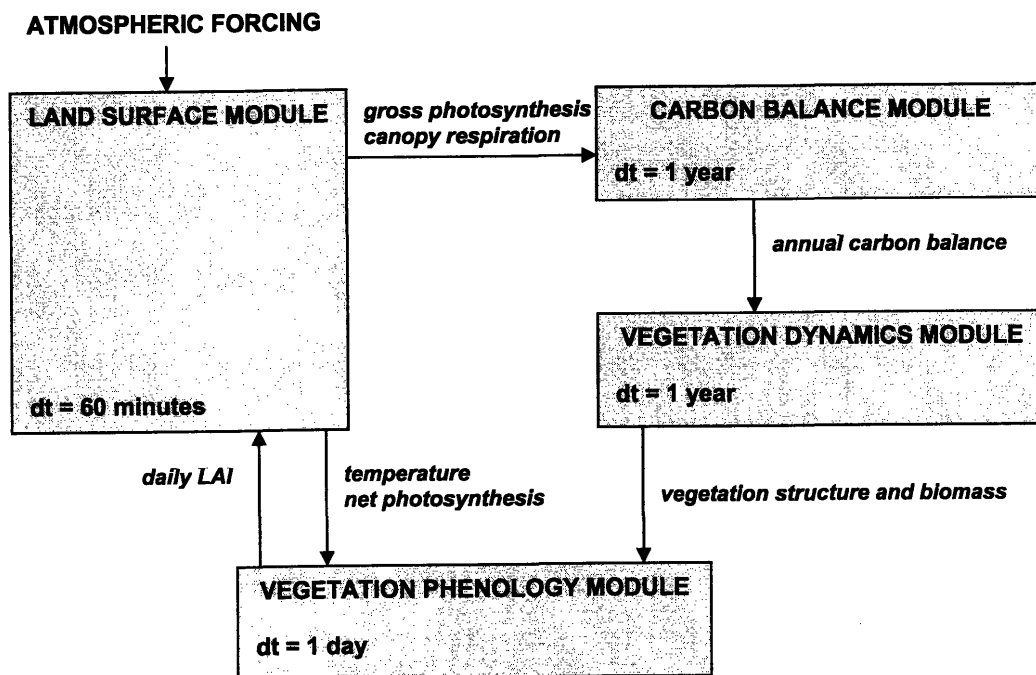 ATMOSPHERIC FORCING
LAND SURFACE MODULE
dt = 60 minutes
gross photosynthesis
canopy respiration
CARBON BALANCE MODULE
dt = 1 year
annual carbon balance
VEGETATION DYNAMICS MODULE
dt = 1 year
daily LAI
temperature
net photosynthesis
vegetation structure and biomass
VEGETATION PHENOLOGY MODULE
dt = 1 day